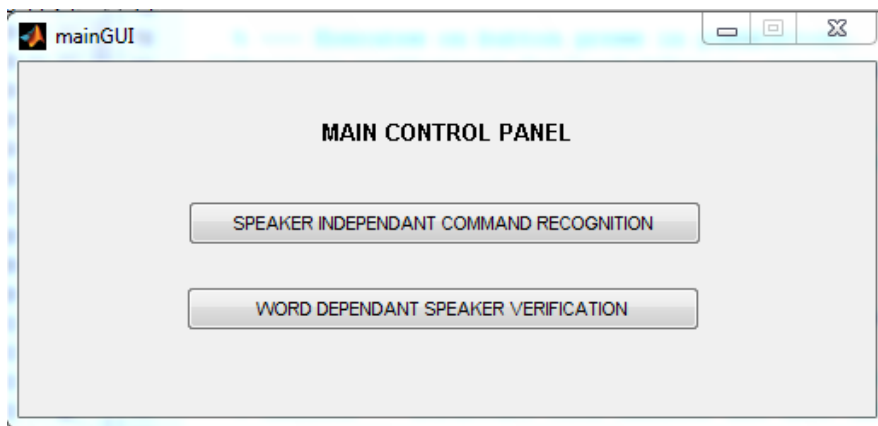 mainGUI
MAIN CONTROL PANEL
SPEAKER INDEPENDANT COMMAND RECOGNITION
WORD DEPENDANT SPEAKER VERIFICATION